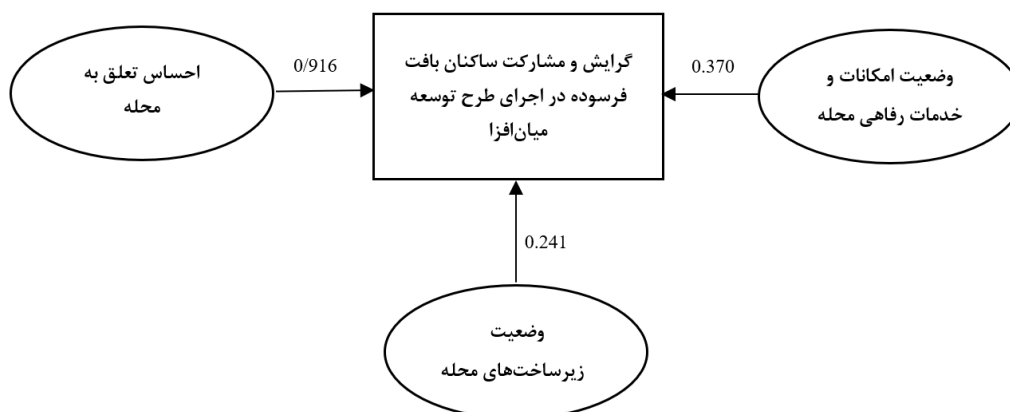 احساس تعلق به
محله
0/916
گرایش و مشارکت ساکنان بافت
فرسوده در اجرای طرح توسعه
میان‌افزا
0.370
وضعیت امکانات و
خدمات رفاهی محله
0.241
وضعیت
زیرساخت‌های محله